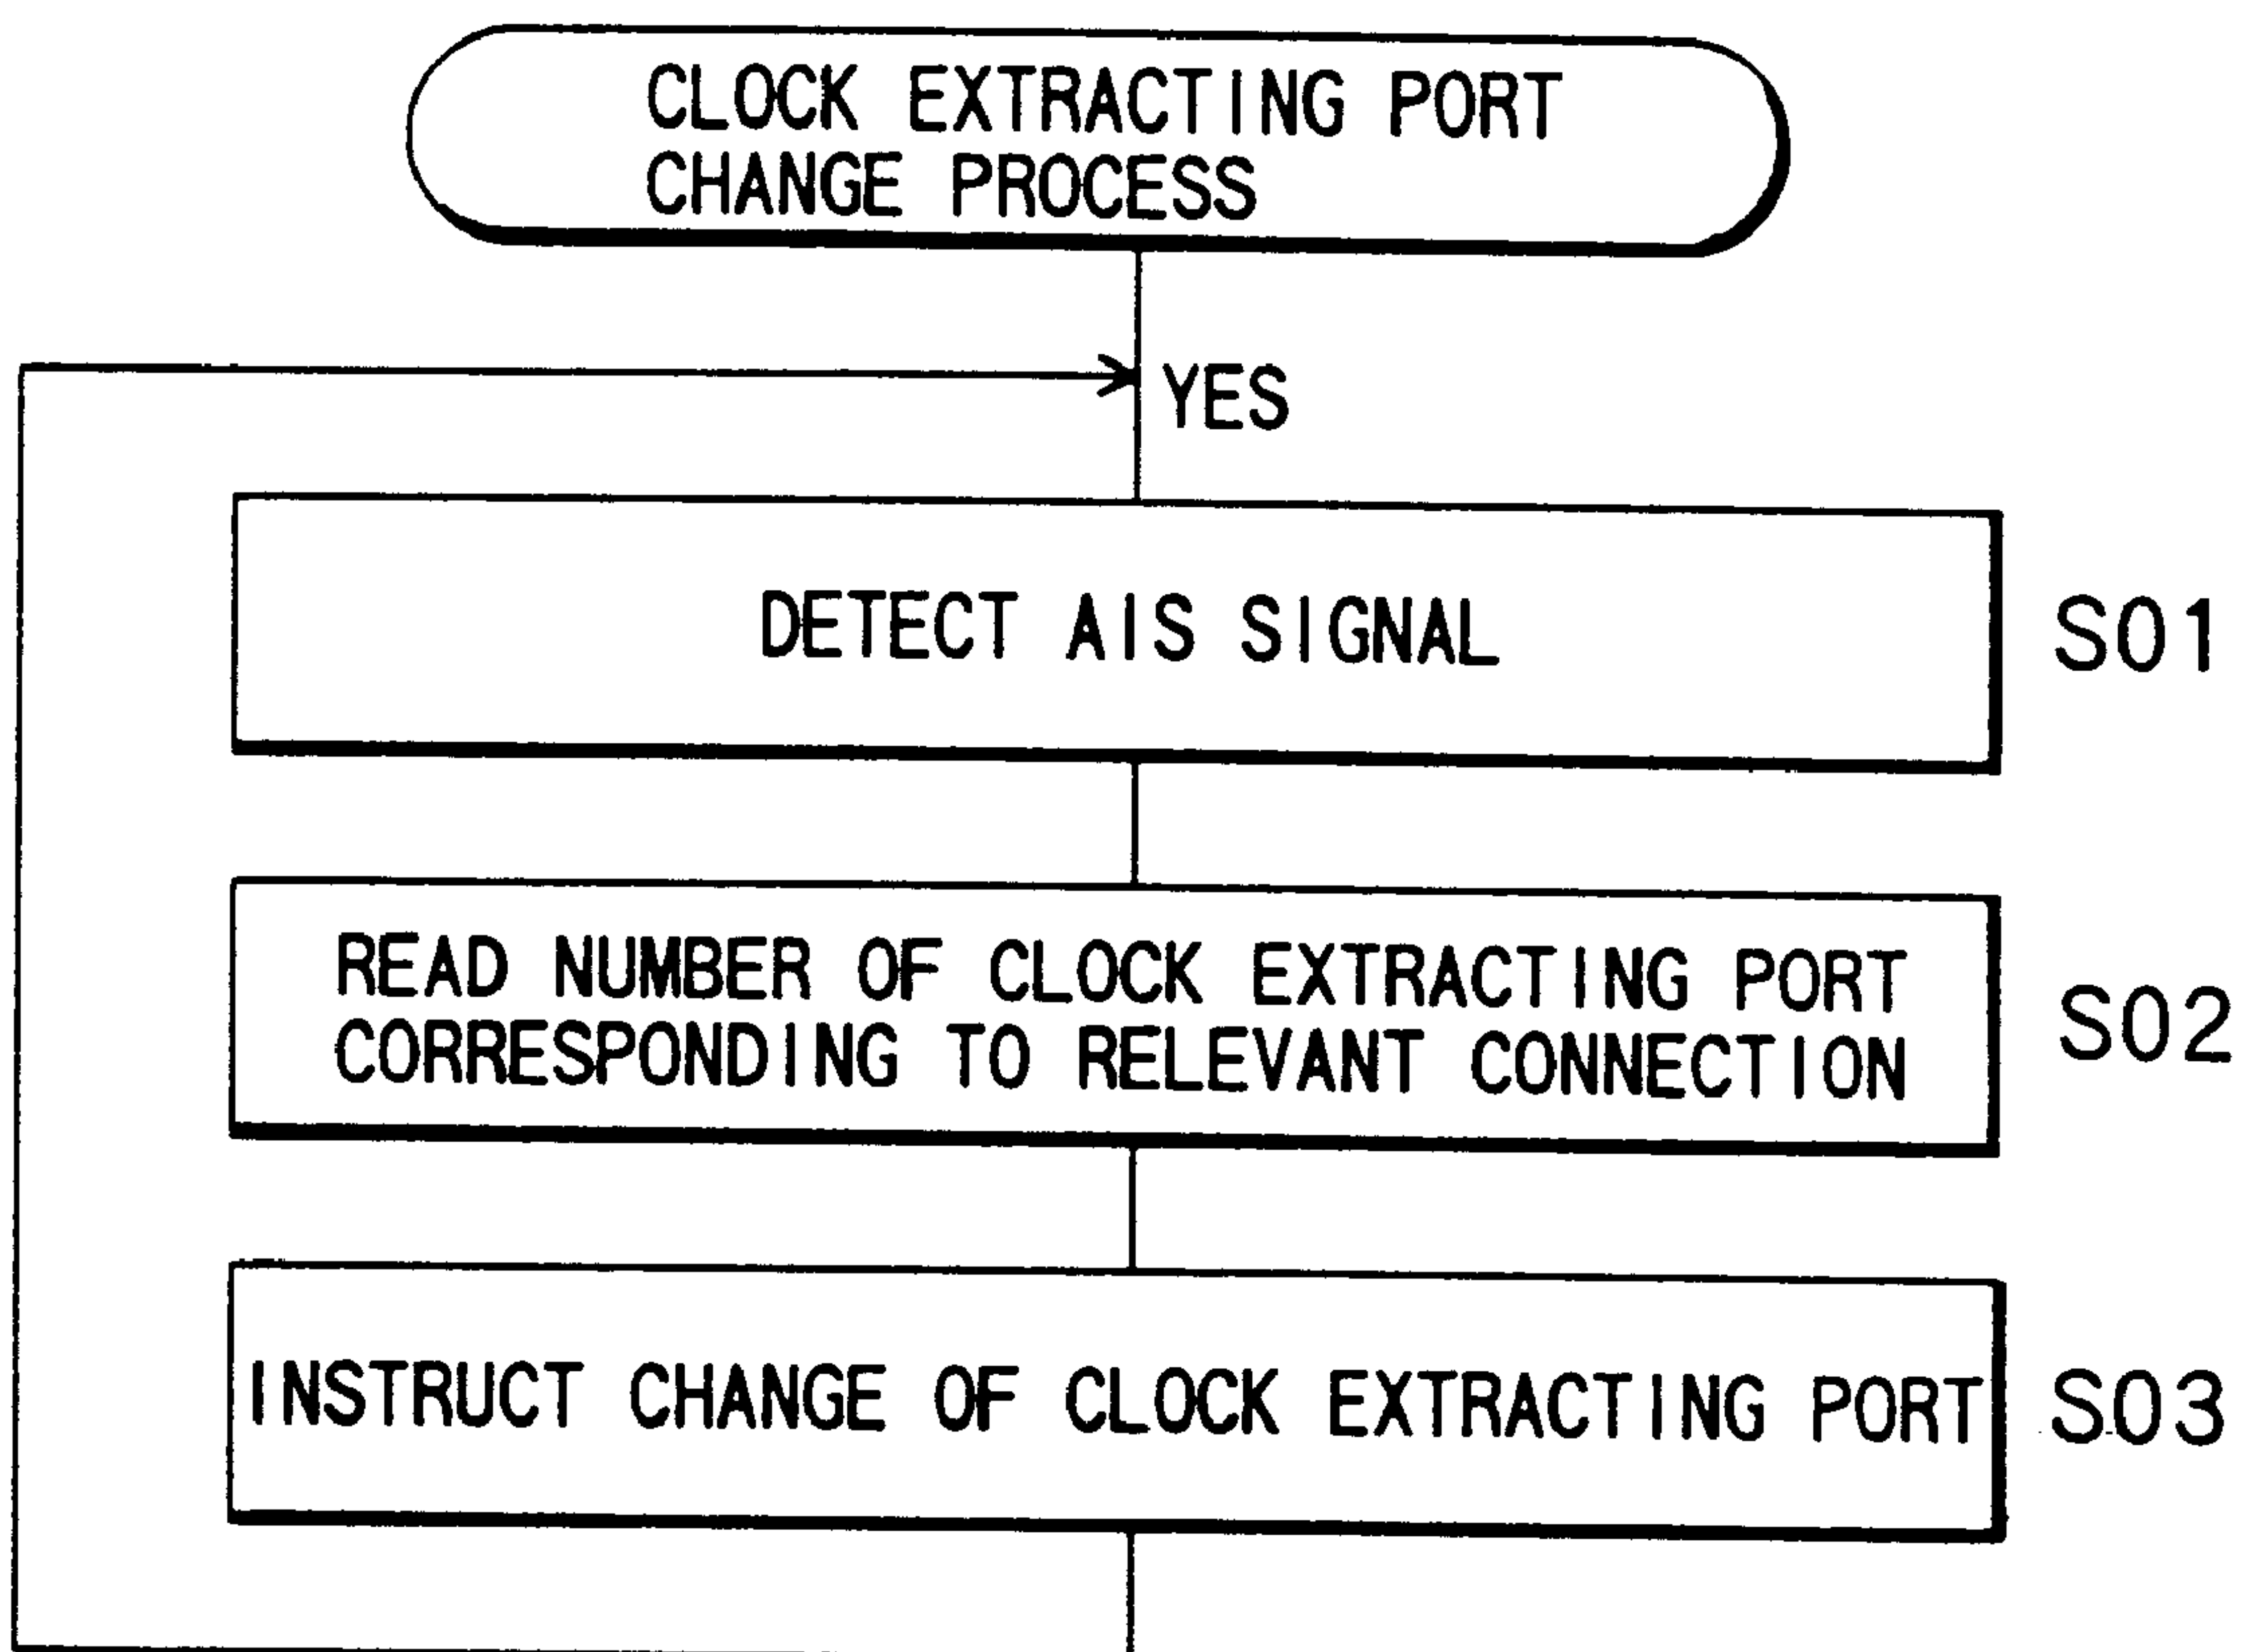 CLOCK EXTRACTING PORT
CHANGE PROCESS
YES
DETECT AIS SIGNAL
S01
READ NUMBER OF CLOCK EXTRACTING PORT
CORRESPONDING TO RELEVANT CONNECTION
S02
INSTRUCT CHANGE OF CLOCK EXTRACTING PORT
S03